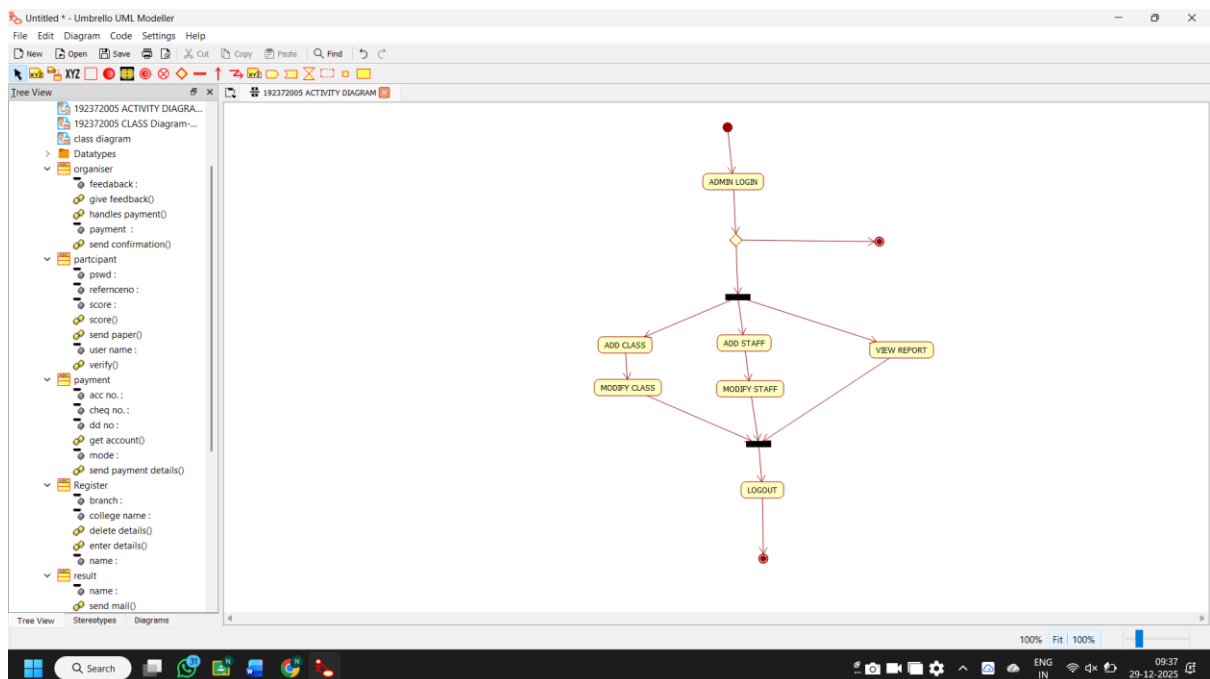 Untitled * - Umbrello UML Modeller
File Edit Diagram Code Settings Help
New Open Save Cut Copy Paste Find
XYZ XYZ XYZ
Tree View
192372005 ACTIVITY DIAGRAM
192372005 ACTIVITY DIAGRA...
192372005 CLASS Diagram-...
class diagram
Datatypes
organiser
feedaback :
give feedback()
handles payment()
payment :
send confirmation()
partcipant
pswd :
refernceno :
score :
score()
send paper()
user name :
verify()
payment
acc no. :
cheq no. :
dd no :
get account()
mode :
send payment details()
Register
branch :
college name :
delete details()
enter details()
name :
result
name :
send mail()
Tree View Stereotypes Diagrams
ADMIN LOGIN
ADD CLASS
ADD STAFF
VIEW REPORT
MODIFY CLASS
MODIFY STAFF
LOGOUT
100% Fit 100%
Search
31
N
N
ENG
IN
09:37
29-12-2025